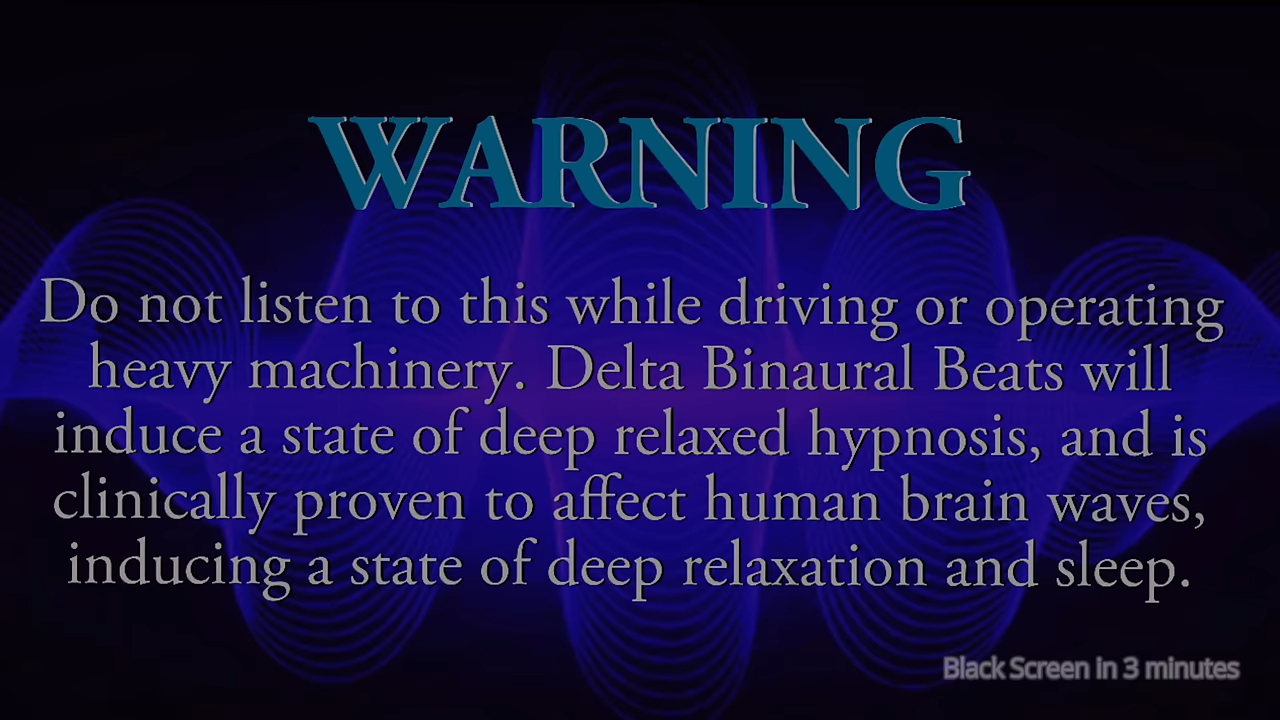 WARNING
Do not listen to this while driving or operating
heavy machinery. Delta Binaural Beats will
induce a state of deep relaxed hypnosis, and is
clinically proven to affect human brain waves,
inducing a state of deep relaxation and sleep.
Black Screen in 3 minutes